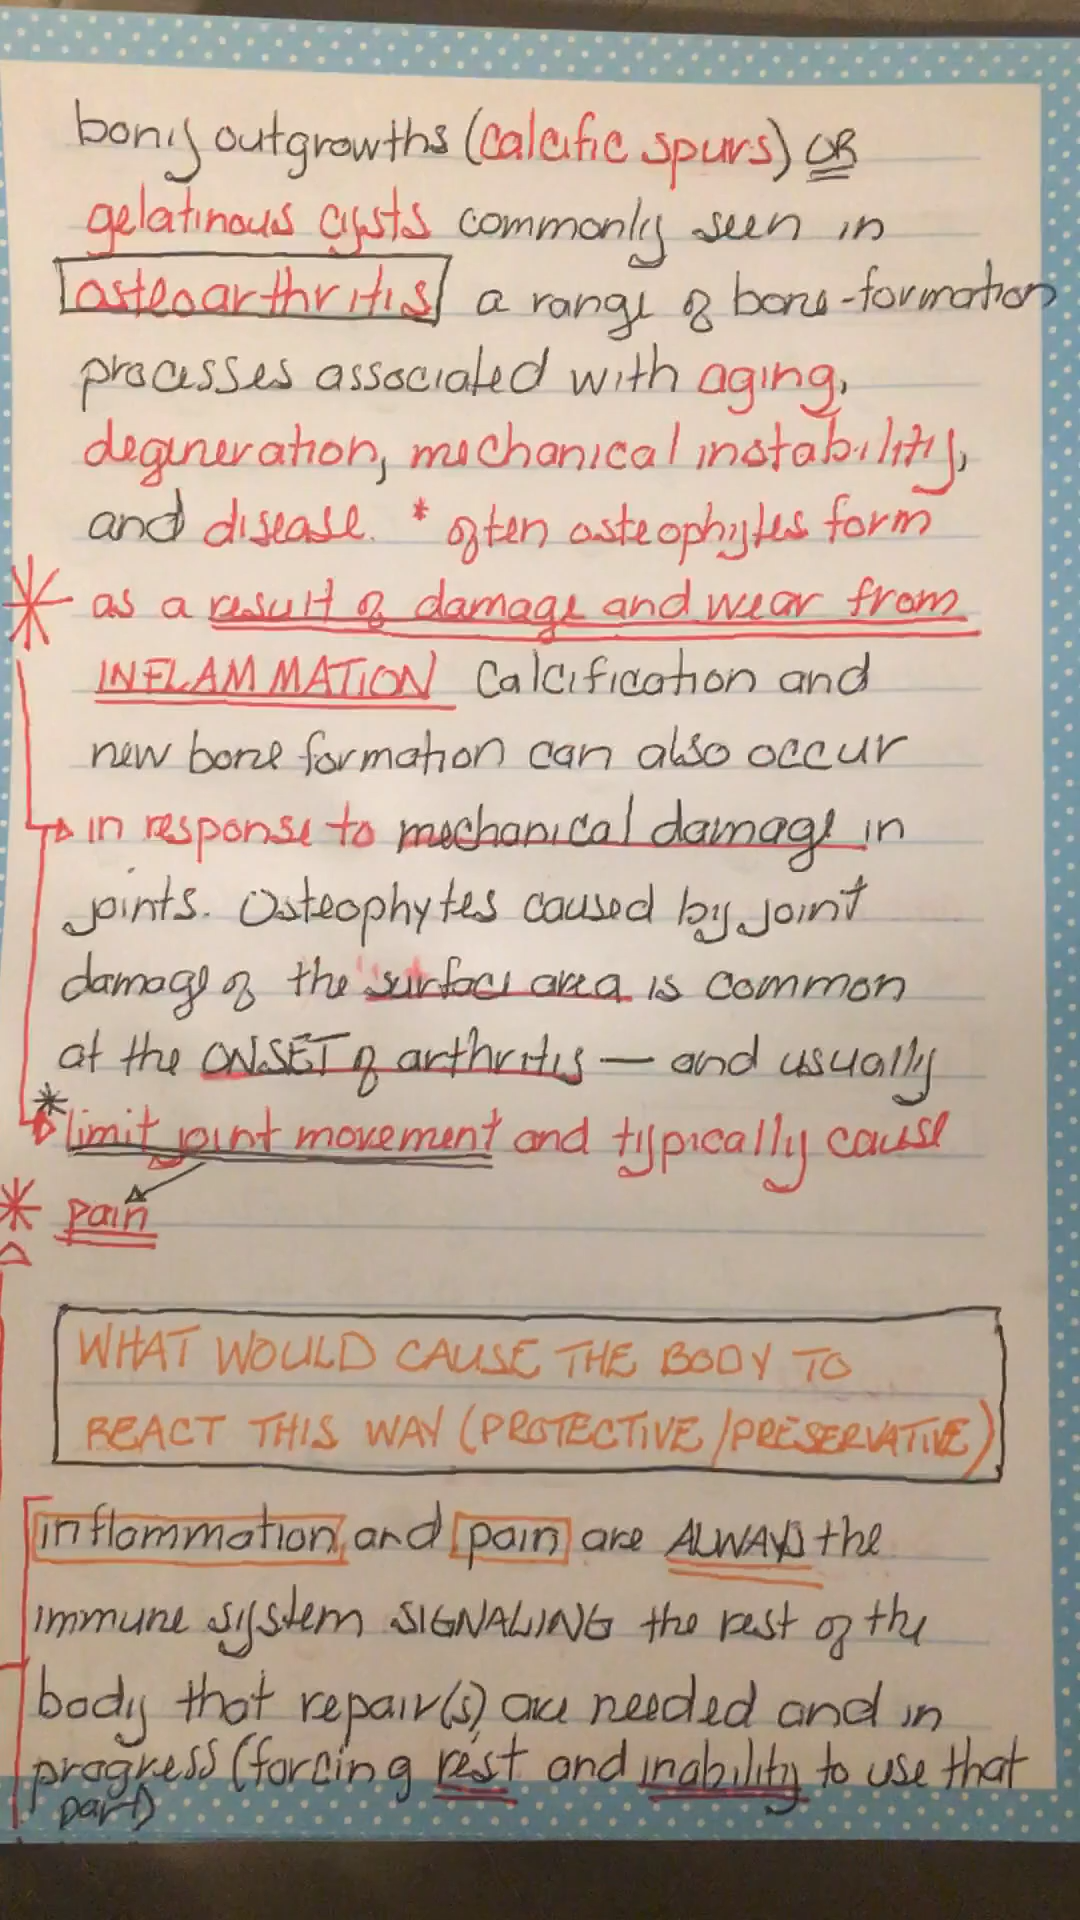 bony outgrowths (calcific spurs) OR
gelatinous cysts commonly seen in
osteoarthritis a range of bone-formation
processes associated with aging,
degeneration, mechanical instability,
and disease. * often osteophytes form
* as a result of damage and wear from
INFLAMMATION Calcification and
new bone formation can also occur
in response to mechanical damage in
joints. Osteophytes caused by joint
damage of the surface area is common
at the ONSET of arthritis — and usually
* limit joint movement and typically cause
* pain
WHAT WOULD CAUSE THE BODY TO
REACT THIS WAY (PROTECTIVE/PRESERVATIVE)
inflammation and pain are ALWAYS the
immune system SIGNALING the rest of the
body that repair(s) are needed and in
progress (forcing rest and inability to use that
part)